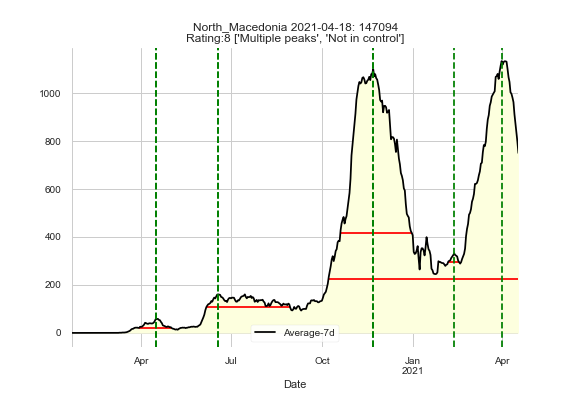 North_Macedonia 2021-04-18: 147094
Rating:8 ['Multiple peaks', 'Not in control']
1000
800
600
400
200
0
Average-7d
Apr Jul Oct Jan Apr
2021
Date